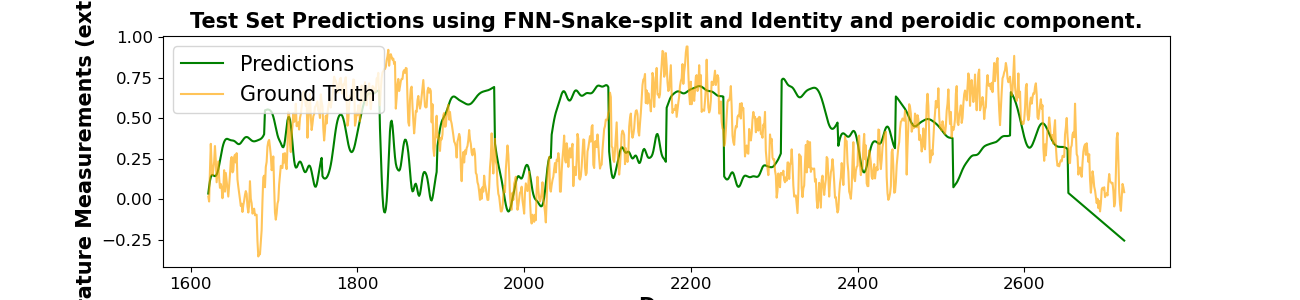 Test Set Predictions using FNN-Snake-split and Identity and peroidic component.
Measurements (ext
1.00
0.75
0.50
0.25
0.00
−0.25
Predictions
Ground Truth
1600 1800 2000 2200 2400 2600